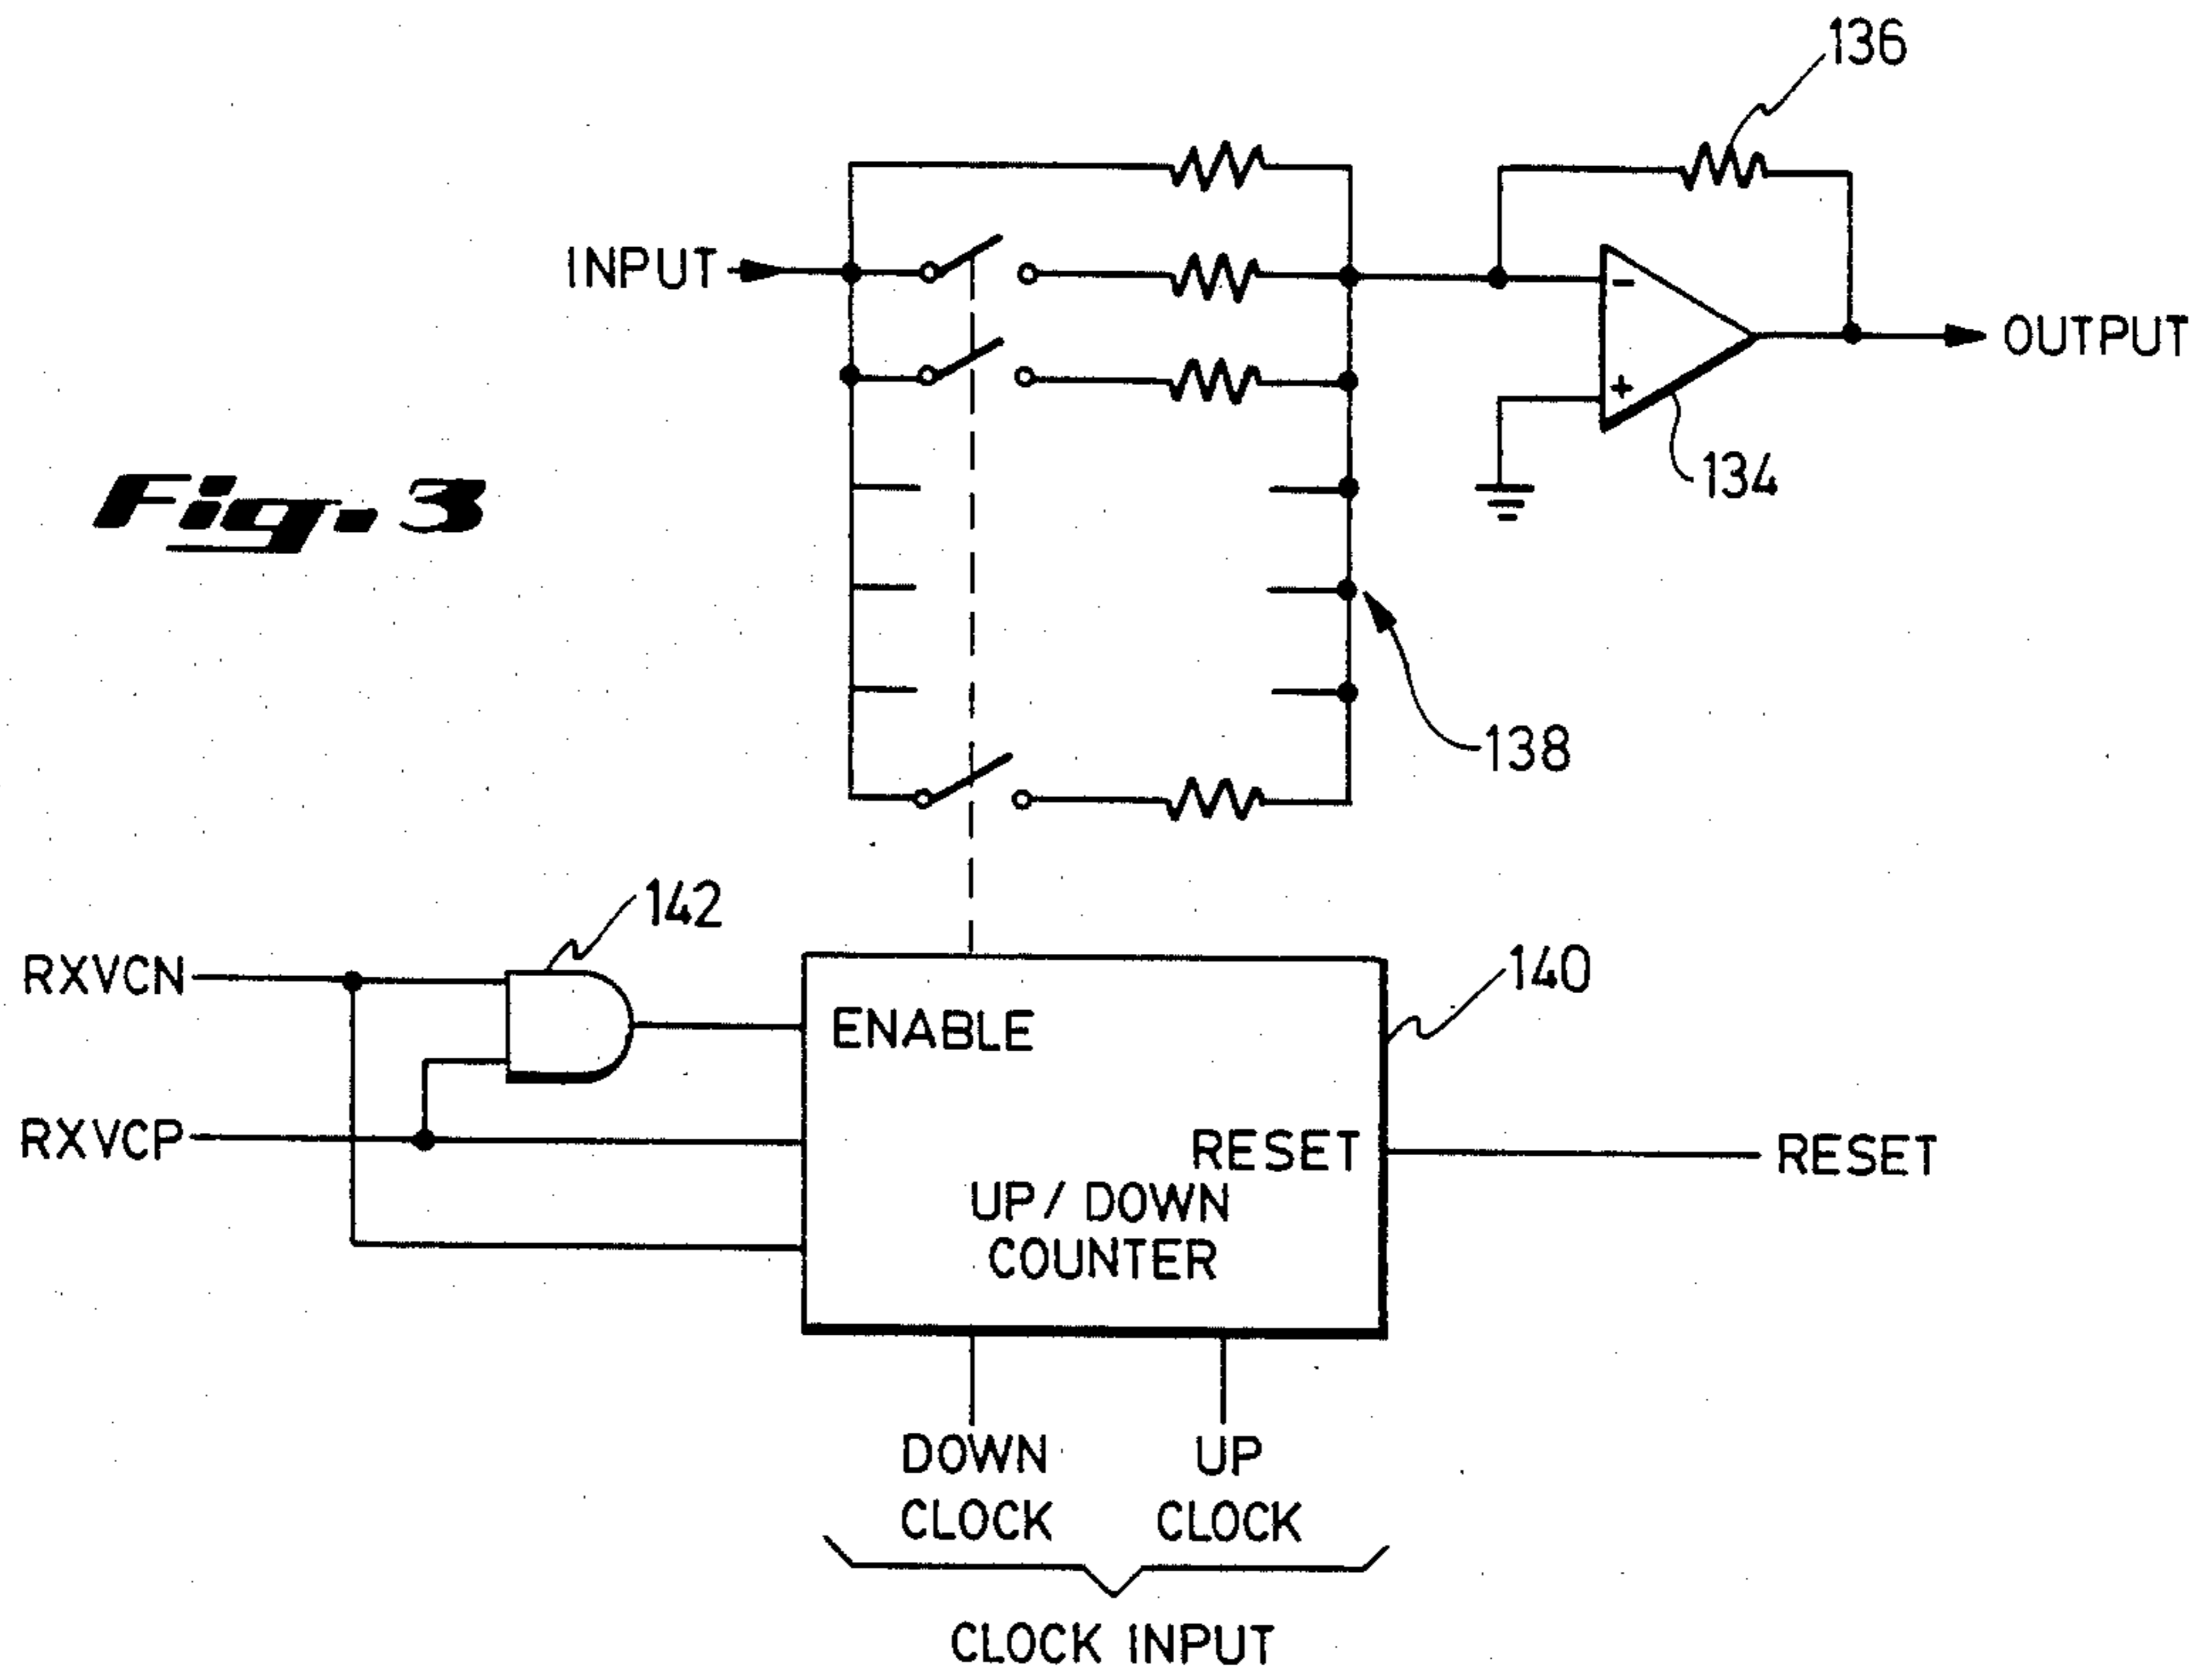 136
INPUT
-
+
OUTPUT
134
Fig. 3
138
142
RXVCN
140
ENABLE
RXVCP
RESET
RESET
UP/DOWN
COUNTER
DOWN
CLOCK
UP
CLOCK
CLOCK INPUT